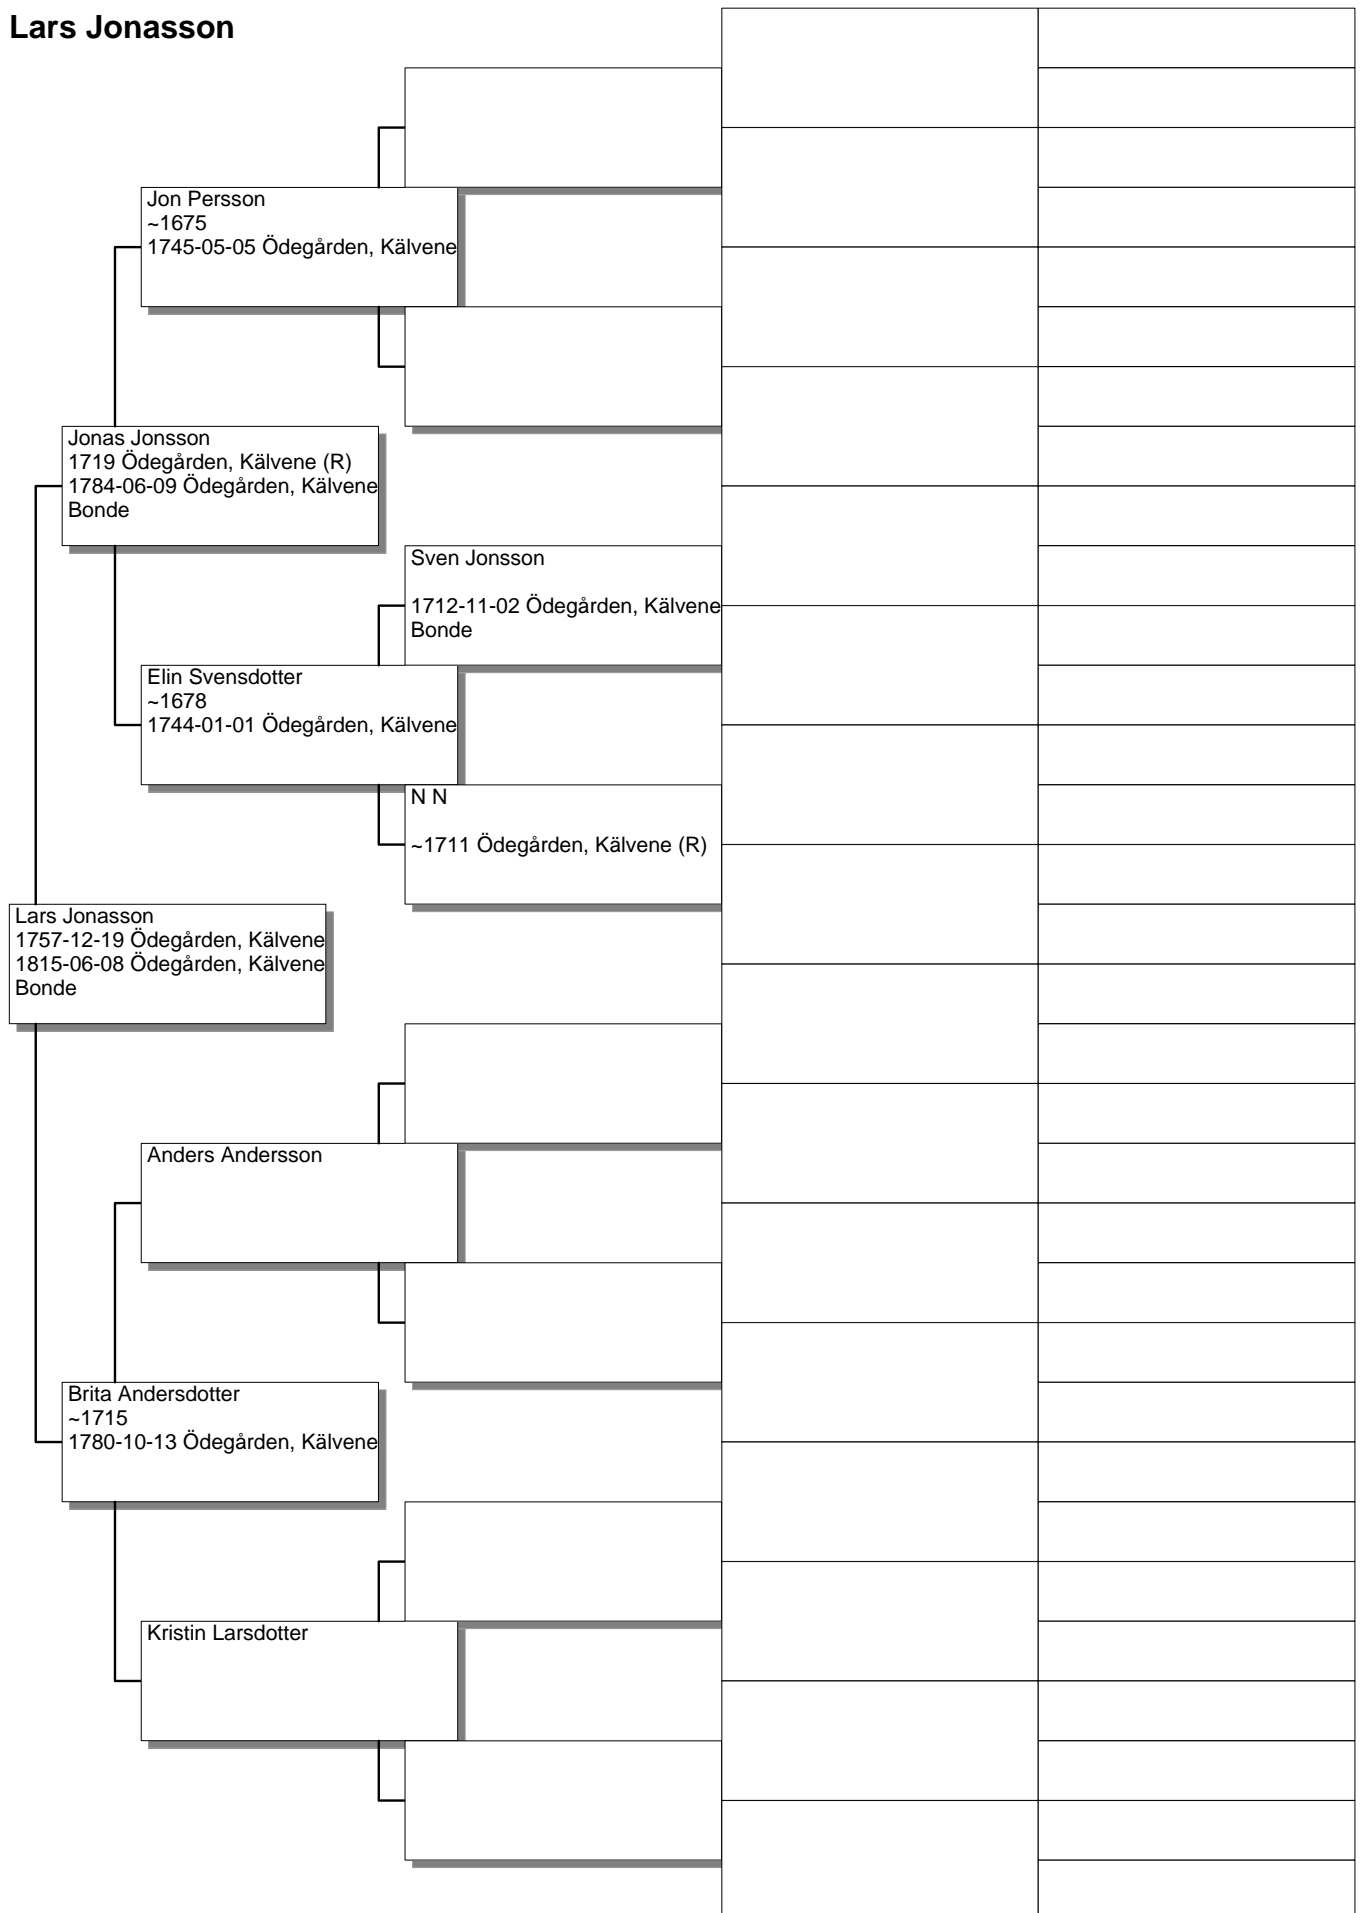 Lars Jonasson
Jon Persson
~1675
1745-05-05 Ödegården, Kälvene
Jonas Jonsson
1719 Ödegården, Kälvene (R)
1784-06-09 Ödegården, Kälvene
Bonde
Sven Jonsson
1712-11-02 Ödegården, Kälvene
Bonde
Elin Svensdotter
~1678
1744-01-01 Ödegården, Kälvene
N N
~1711 Ödegården, Kälvene (R)
Lars Jonasson
1757-12-19 Ödegården, Kälvene
1815-06-08 Ödegården, Kälvene
Bonde
Anders Andersson
Brita Andersdotter
~1715
1780-10-13 Ödegården, Kälvene
Kristin Larsdotter